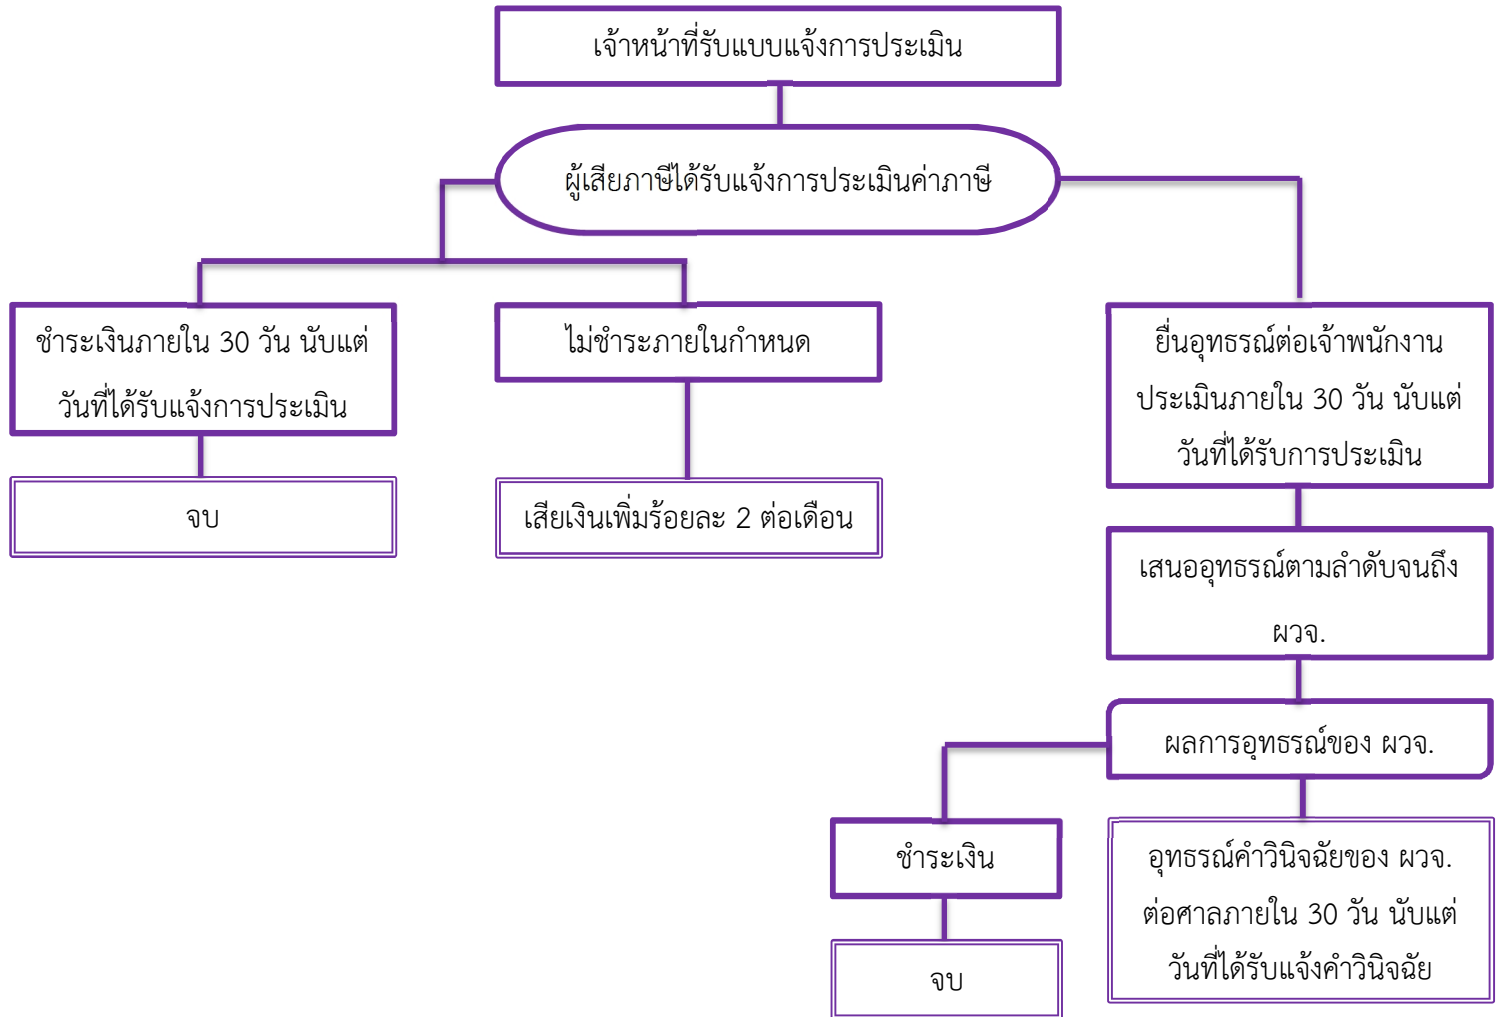 เจ้าหน้าที่รับแบบแจ้งการประเมิน
ผู้เสียภาษีได้รับแจ้งการประเมินค่าภาษี
ชำระเงินภายใน 30 วัน นับแต่
วันที่ได้รับแจ้งการประเมิน
จบ
ไม่ชำระภายในกำหนด
เสียเงินเพิ่มร้อยละ 2 ต่อเดือน
ยื่นอุทธรณ์ต่อเจ้าพนักงาน
ประเมินภายใน 30 วัน นับแต่
วันที่ได้รับการประเมิน
เสนออุทธรณ์ตามลำดับจนถึง
ผวจ.
ผลการอุทธรณ์ของ ผวจ.
ชำระเงิน
จบ
อุทธรณ์คำวินิจฉัยของ ผวจ.
ต่อศาลภายใน 30 วัน นับแต่
วันที่ได้รับแจ้งคำวินิจฉัย